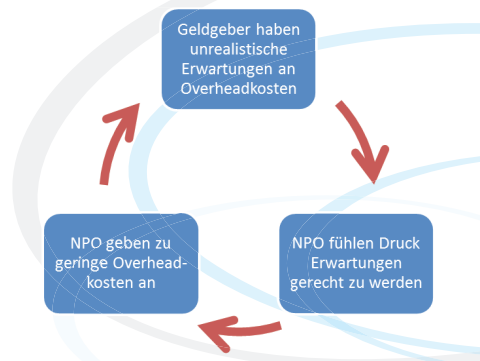 Geldgeber haben
unrealistische
Erwartungen an
Overheadkosten
NPO fühlen Druck
Erwartungen
gerecht zu werden
NPO geben zu
geringe Overhead-
kosten an